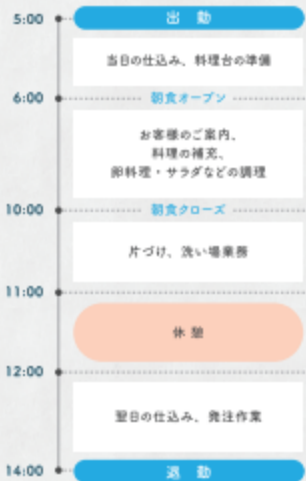 5:00 出勤
当日の仕込み、料理台の準備
6:00 朝食オープン
お客様のご案内、
料理の補充、
卵料理・サラダなどの調理
10:00 朝食クローズ
片づけ、洗い場業務
11:00
休憩
12:00
翌日の仕込み、発注作業
14:00 退勤